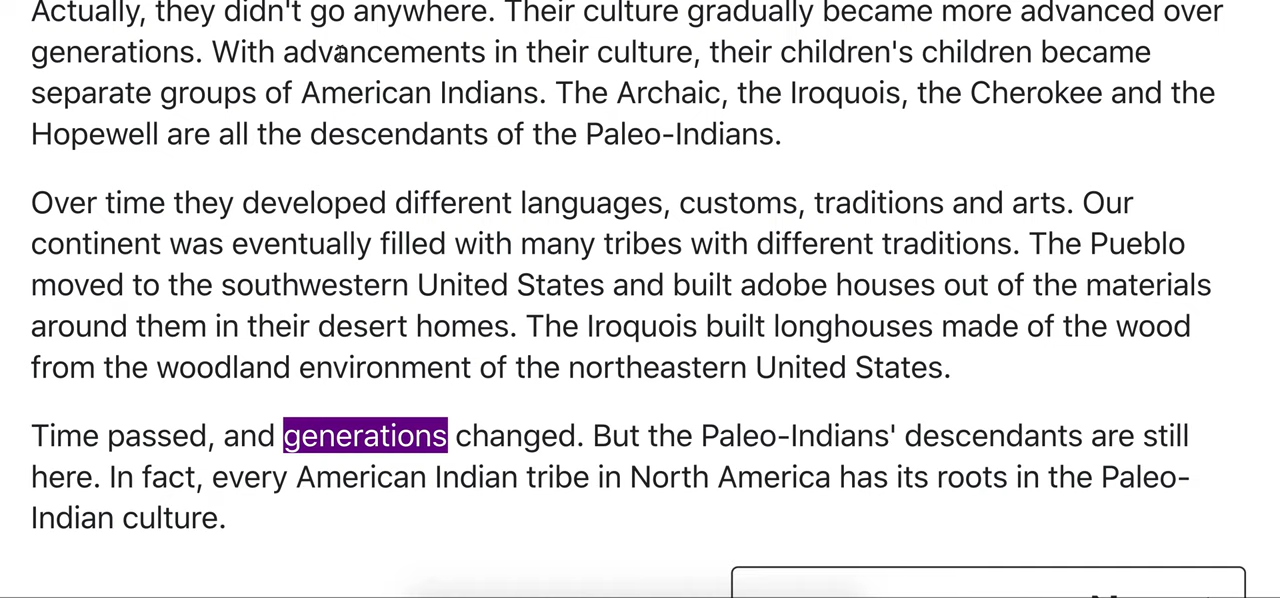 Actually, they didn't go anywhere. Their culture gradually became more advanced over
generations. With advancements in their culture, their children's children became
separate groups of American Indians. The Archaic, the Iroquois, the Cherokee and the
Hopewell are all the descendants of the Paleo-Indians.
Over time they developed different languages, customs, traditions and arts. Our
continent was eventually filled with many tribes with different traditions. The Pueblo
moved to the southwestern United States and built adobe houses out of the materials
around them in their desert homes. The Iroquois built longhouses made of the wood
from the woodland environment of the northeastern United States.
Time passed, and generations changed. But the Paleo-Indians' descendants are still
here. In fact, every American Indian tribe in North America has its roots in the Paleo-
Indian culture.